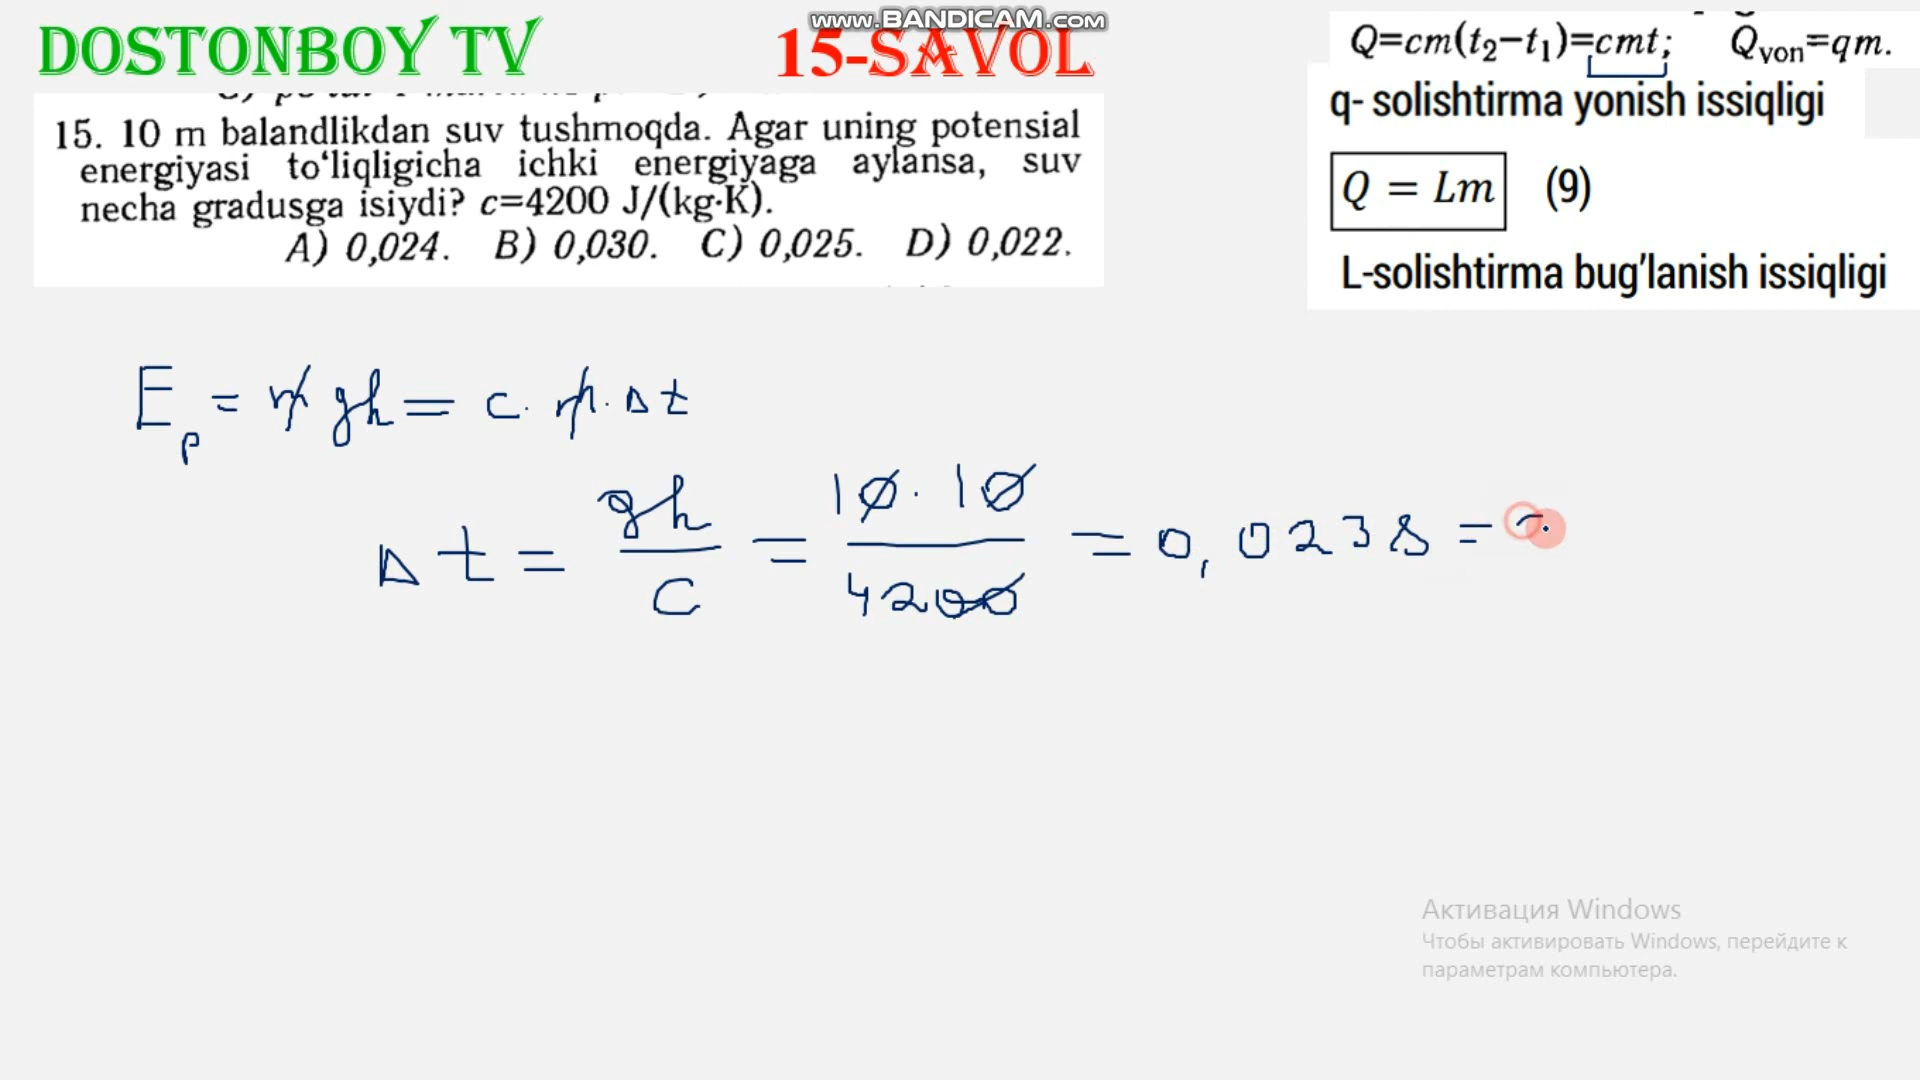 www.BANDICAM.com
DOSTONBOY TV
15-SAVOL
15. 10 m balandlikdan suv tushmoqda. Agar uning potensial
energiyasi to‘liqligicha ichki energiyaga aylansa, suv
necha gradusga isiydi? c=4200 J/(kg·K).
A) 0,024. B) 0,030. C) 0,025. D) 0,022.
Q=cm(t₂−t₁)=cmt; Qyon=qm.
q- solishtirma yonish issiqligi
Q = Lm (9)
L-solishtirma bug’lanish issiqligi
Eₚ = mgh = c · m · Δt
Δt = gh/C = 10·10/4200 = 0,0238 =
Активация Windows
Чтобы активировать Windows, перейдите к
параметрам компьютера.